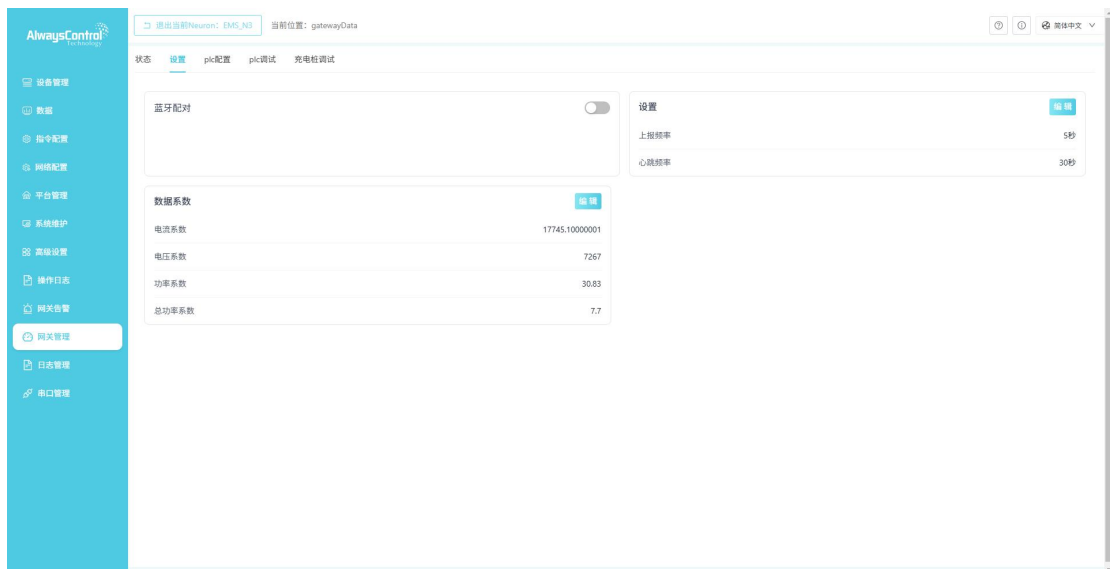 AlwaysControl
Technology
退出当前Neuron：EMS_N3
当前位置：gatewayData
简体中文
状态
设置
plc配置
plc调试
充电桩调试
设备管理
数据
指令配置
网络配置
平台管理
系统维护
高级设置
操作日志
网关告警
网关管理
日志管理
串口管理
蓝牙配对
设置
编辑
上报频率
5秒
心跳频率
30秒
数据系数
编辑
电流系数
17745.10000001
电压系数
7267
功率系数
30.83
总功率系数
7.7